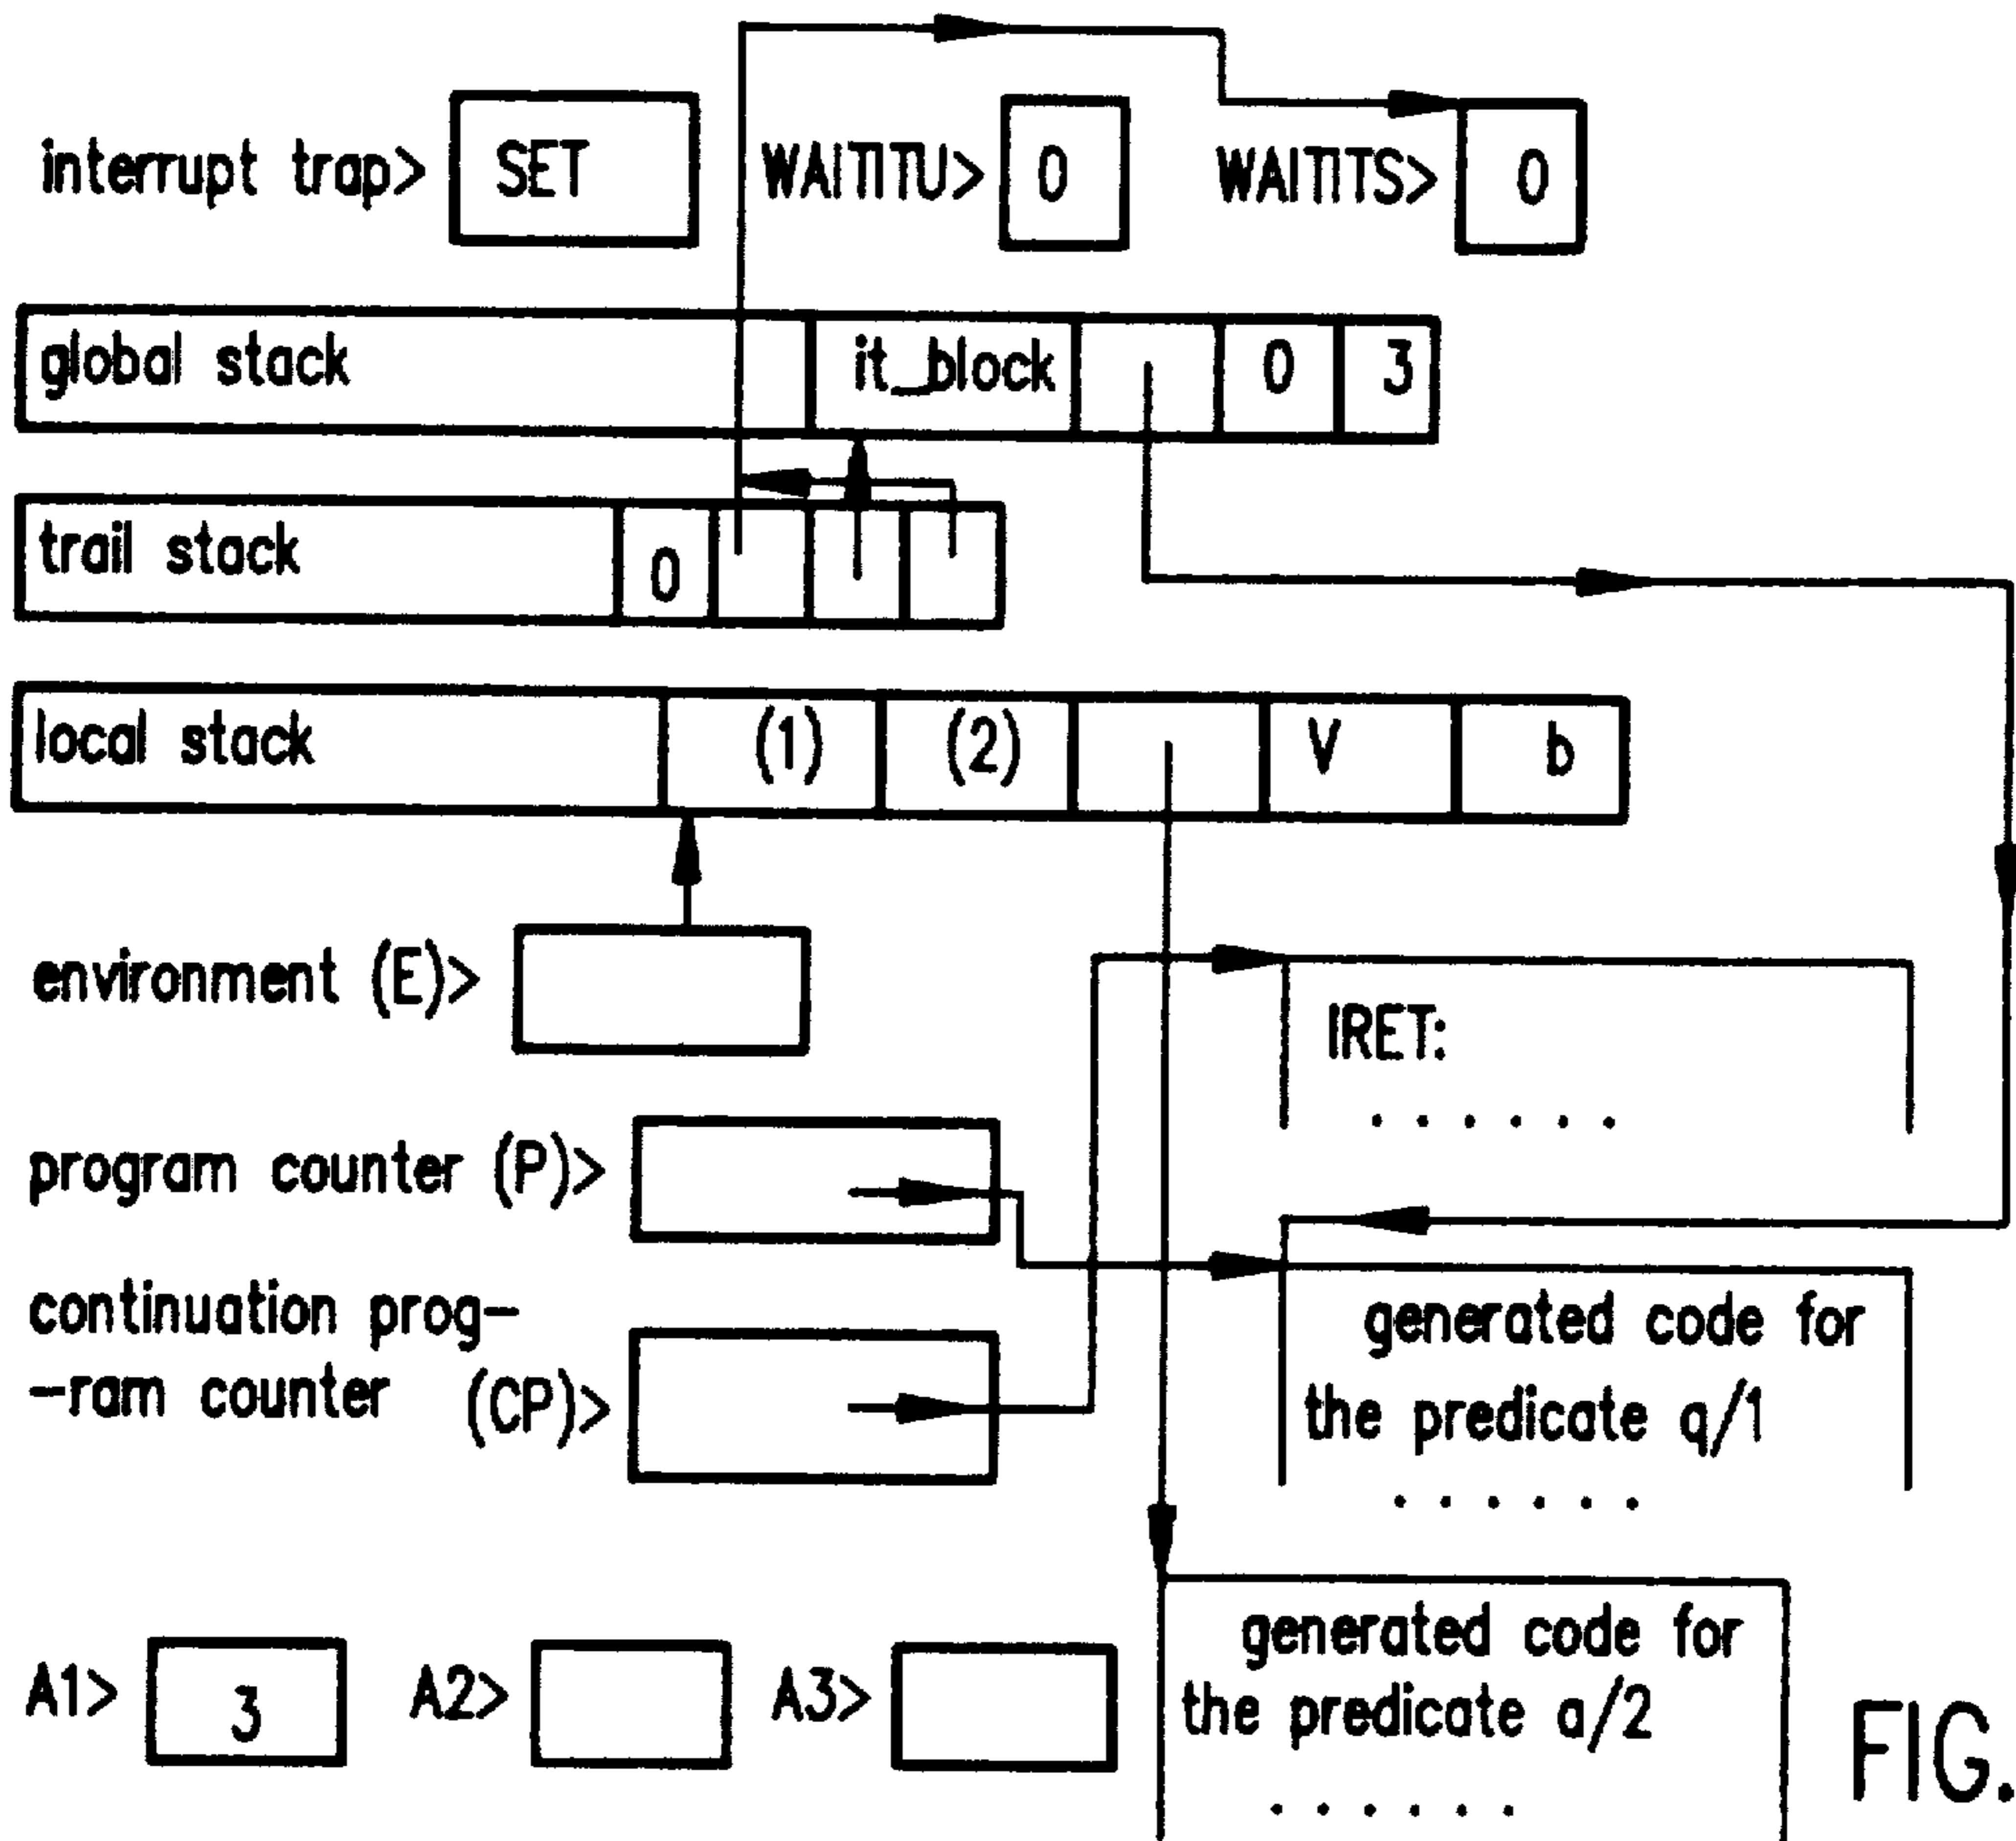 interrupt trap> SET WAITITU> 0 WAITITS> 0
global stack it_block 0 3
trail stack 0
local stack (1) (2) V b
environment (E)>
IRET:
. . . . . .
program counter (P)>
continuation prog-
-ram counter (CP)>
generated code for
the predicate q/1
. . . . . .
generated code for
the predicate a/2
. . . . . .
A1> 3 A2> A3>
FIG.